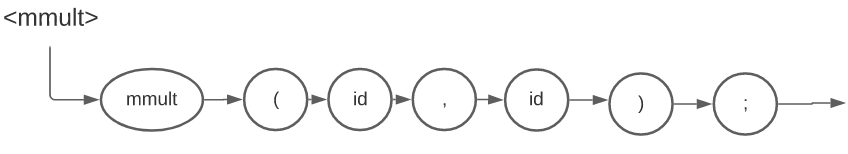 <mmult>
mmult ( id , id ) ;